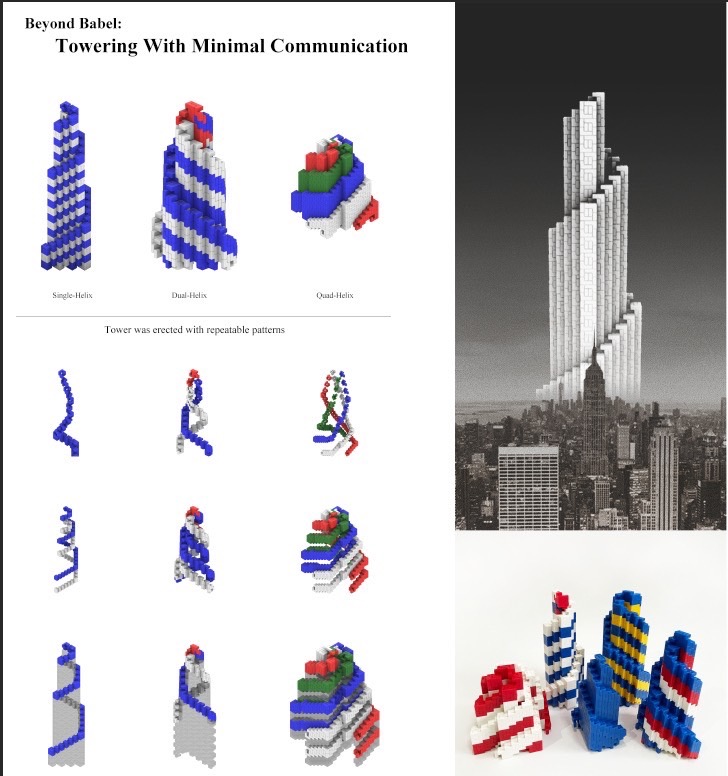 Beyond Babel:
Towering With Minimal Communication
Single-Helix
Dual-Helix
Quad-Helix
Tower was erected with repeatable patterns